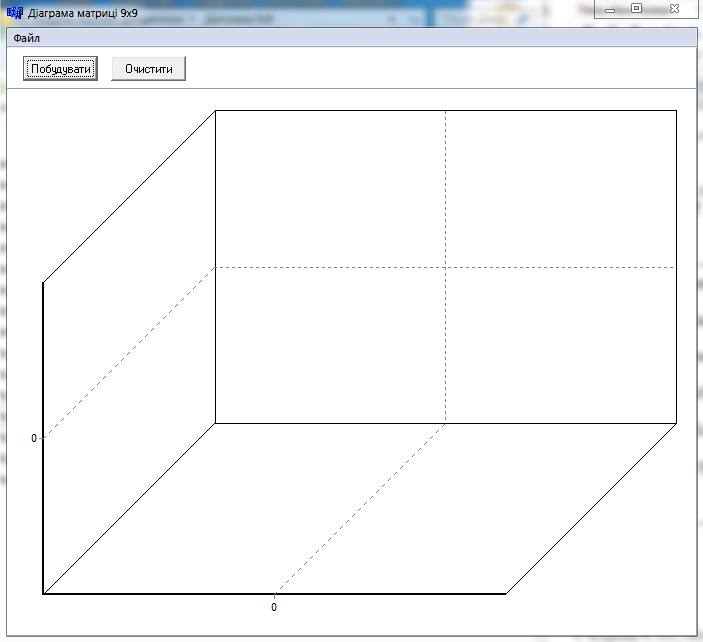 Діаграма матриці 9x9
Файл
Побудувати
Очистити
0
0